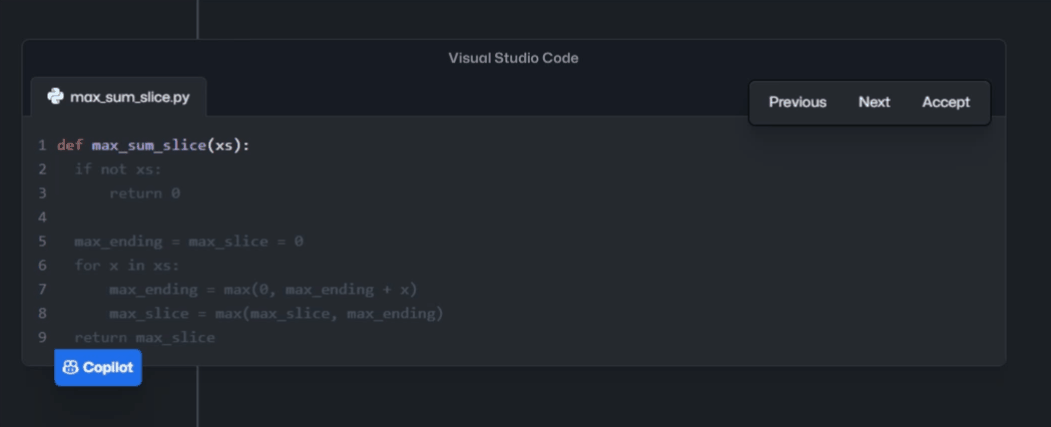 Visual Studio Code
max_sum_slice.py
Previous Next Accept
1 def max_sum_slice(xs):
2   if not xs:
3       return 0
4
5   max_ending = max_slice = 0
6   for x in xs:
7       max_ending = max(0, max_ending + x)
8       max_slice = max(max_slice, max_ending)
9   return max_slice
Copilot